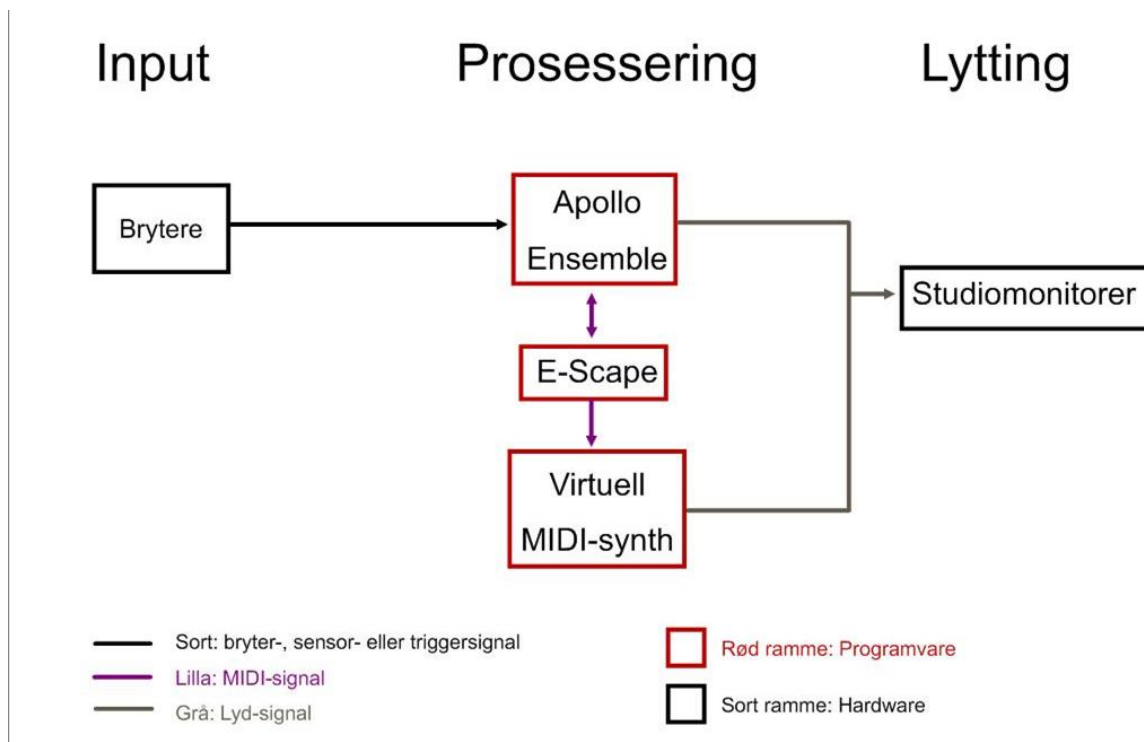 Input
Prosessering
Lytting
Brytere
Apollo
Ensemble
Studiomonitorer
E-Scape
Virtuell
MIDI-synth
Sort: bryter-, sensor- eller triggersignal
Lilla: MIDI-signal
Grå: Lyd-signal
Rød ramme: Programvare
Sort ramme: Hardware